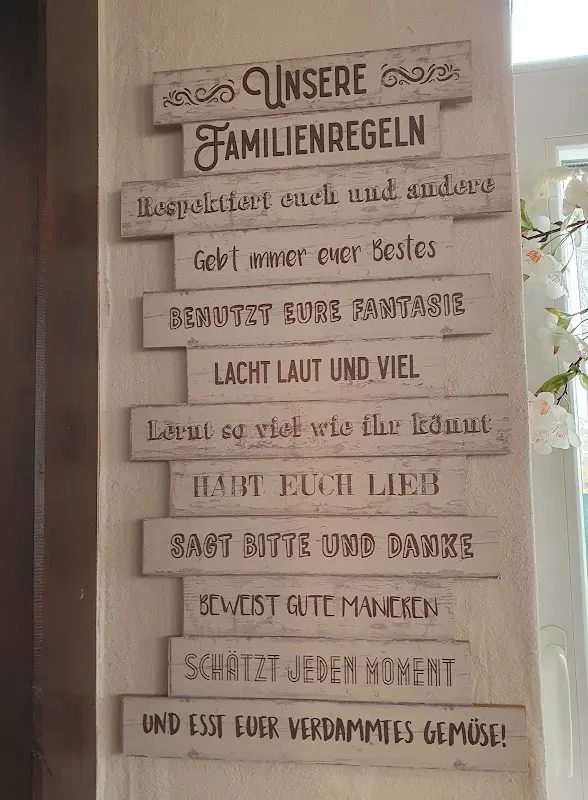 UNSERE
FAMILIENREGELN
Respektiert euch und andere
Gebt immer euer Bestes
BENUTZT EURE FANTASIE
LACHT LAUT UND VIEL
Lernt so viel wie ihr könnt
HABT EUCH LIEB
SAGT BITTE UND DANKE
BEWEIST GUTE MANIEREN
SCHÄTZT JEDEN MOMENT
UND ESST EUER VERDAMMTES GEMÜSE!